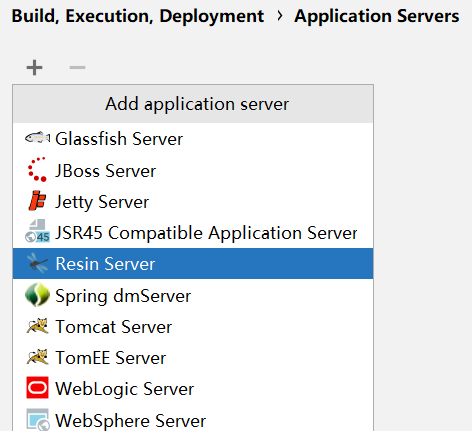 Build, Execution, Deployment › Application Servers
Add application server
Glassfish Server
JBoss Server
Jetty Server
45 JSR45 Compatible Application Server
Resin Server
Spring dmServer
Tomcat Server
TomEE Server
WebLogic Server
WebSphere Server